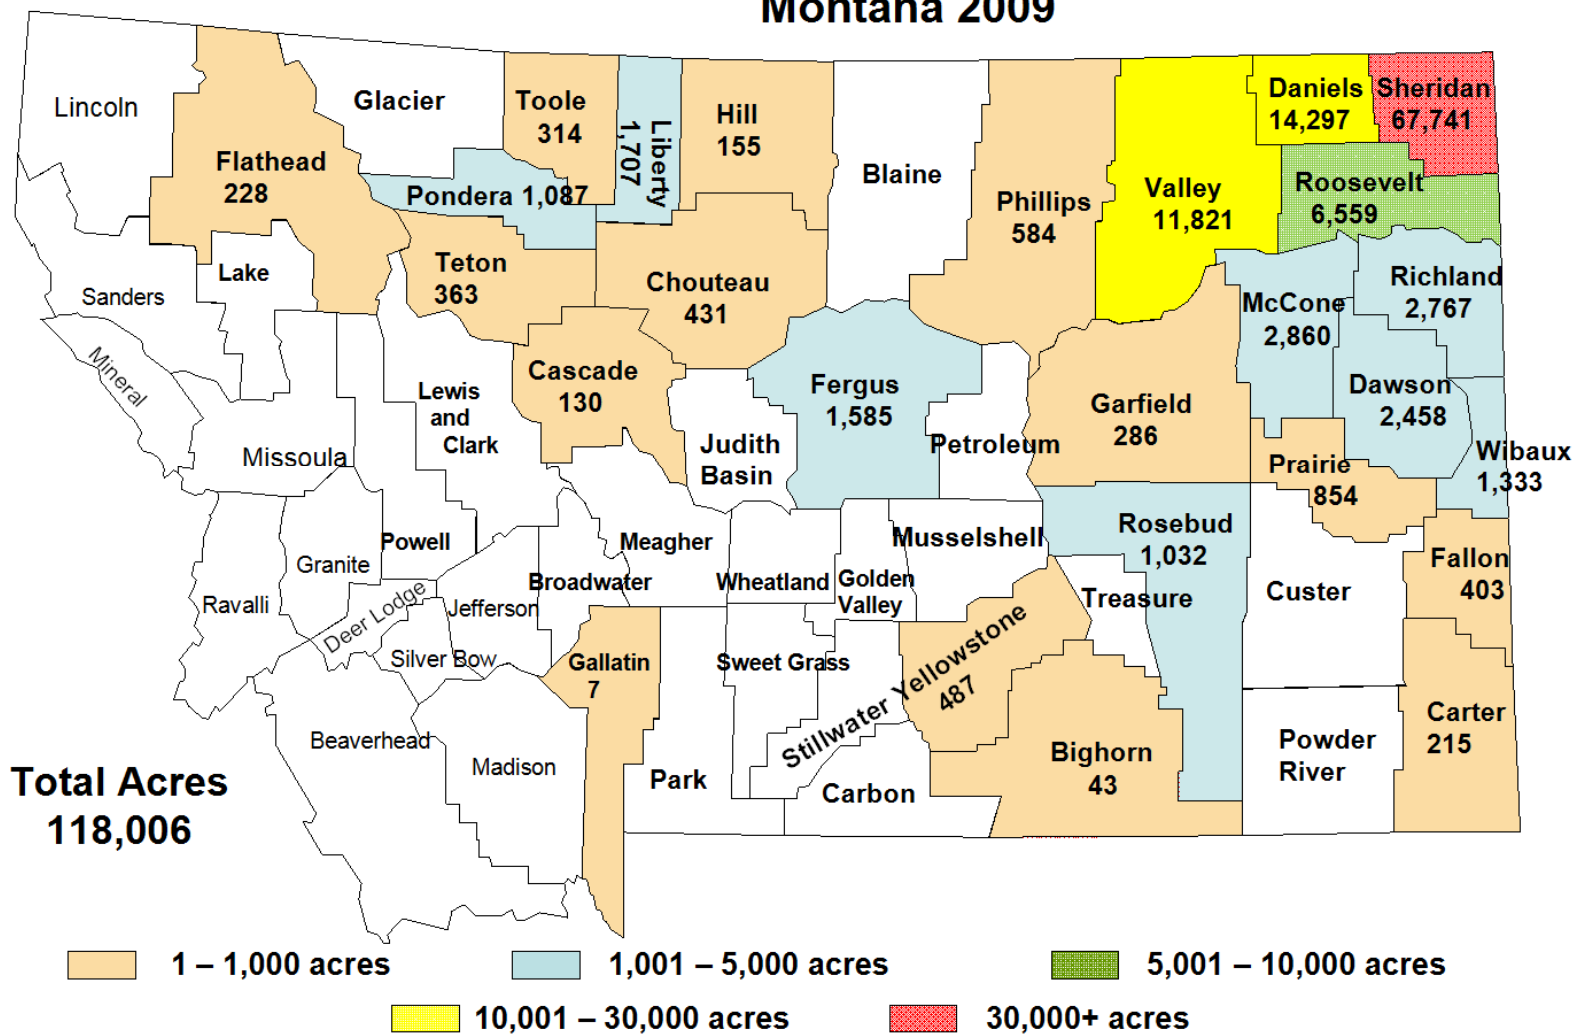 Montana 2009
Lincoln
Glacier
Toole
314
Liberty
1,707
Hill
155
Blaine
Phillips
584
Valley
11,821
Daniels
14,297
Sheridan
67,741
Roosevelt
6,559
Flathead
228
Pondera 1,087
Teton
363
Chouteau
431
Lake
Sanders
Mineral
Richland
2,767
McCone
2,860
Dawson
2,458
Wibaux
1,333
Cascade
130
Fergus
1,585
Garfield
286
Petroleum
Judith
Basin
Lewis
and
Clark
Missoula
Prairie
854
Rosebud
1,032
Powell
Granite
Ravalli
Deer Lodge
Jefferson
Silver Bow
Broadwater
Meagher
Wheatland
Golden
Valley
Musselshell
Treasure
Custer
Fallon
403
Gallatin
7
Sweet Grass
Stillwater
Yellowstone
487
Bighorn
43
Carter
215
Powder
River
Beaverhead
Madison
Park
Carbon
Total Acres
118,006
1 – 1,000 acres
1,001 – 5,000 acres
5,001 – 10,000 acres
10,001 – 30,000 acres
30,000+ acres